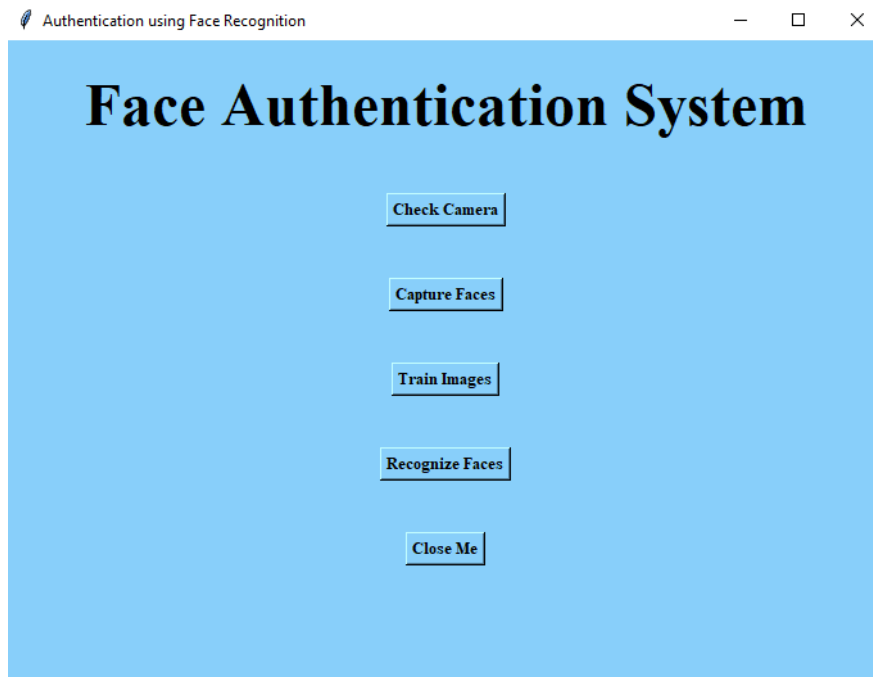 Authentication using Face Recognition
Face Authentication System
Check Camera
Capture Faces
Train Images
Recognize Faces
Close Me